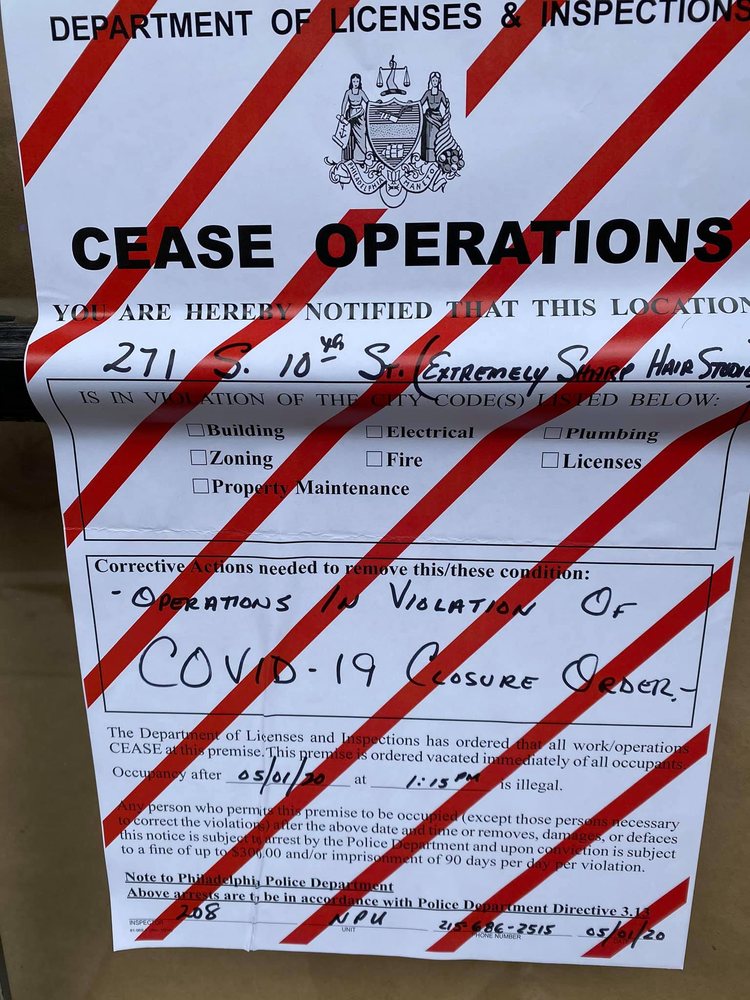 DEPARTMENT OF LICENSES & INSPECTIONS
CEASE OPERATIONS
YOU ARE HEREBY NOTIFIED THAT THIS LOCATION
271 S. 10th St. (Extremely Sharp Hair Studio
IS IN VIOLATION OF THE CITY CODE(S) LISTED BELOW:
☐ Building ☐ Electrical ☐ Plumbing
☐ Zoning ☐ Fire ☐ Licenses
☐ Property Maintenance
Corrective Actions needed to remove this/these condition:
- OPERATIONS IN VIOLATION OF
COVID-19 CLOSURE ORDER -
The Department of Licenses and Inspections has ordered that all work/operations
CEASE at this premise. This premise is ordered vacated immediately of all occupants.
Occupancy after 05/01/20 at 1:15 PM is illegal.
Any person who permits this premise to be occupied (except those persons necessary
to correct the violation) after the above date and time or removes, damages, or defaces
this notice is subject to arrest by the Police Department and upon conviction is subject
to a fine of up to $300.00 and/or imprisonment of 90 days per day per violation.
Note to Philadelphia Police Department
Above arrests are to be in accordance with Police Department Directive 3.13
208 NPU 215-686-2515 05/01/20
INSPECTOR UNIT PHONE NUMBER DATE